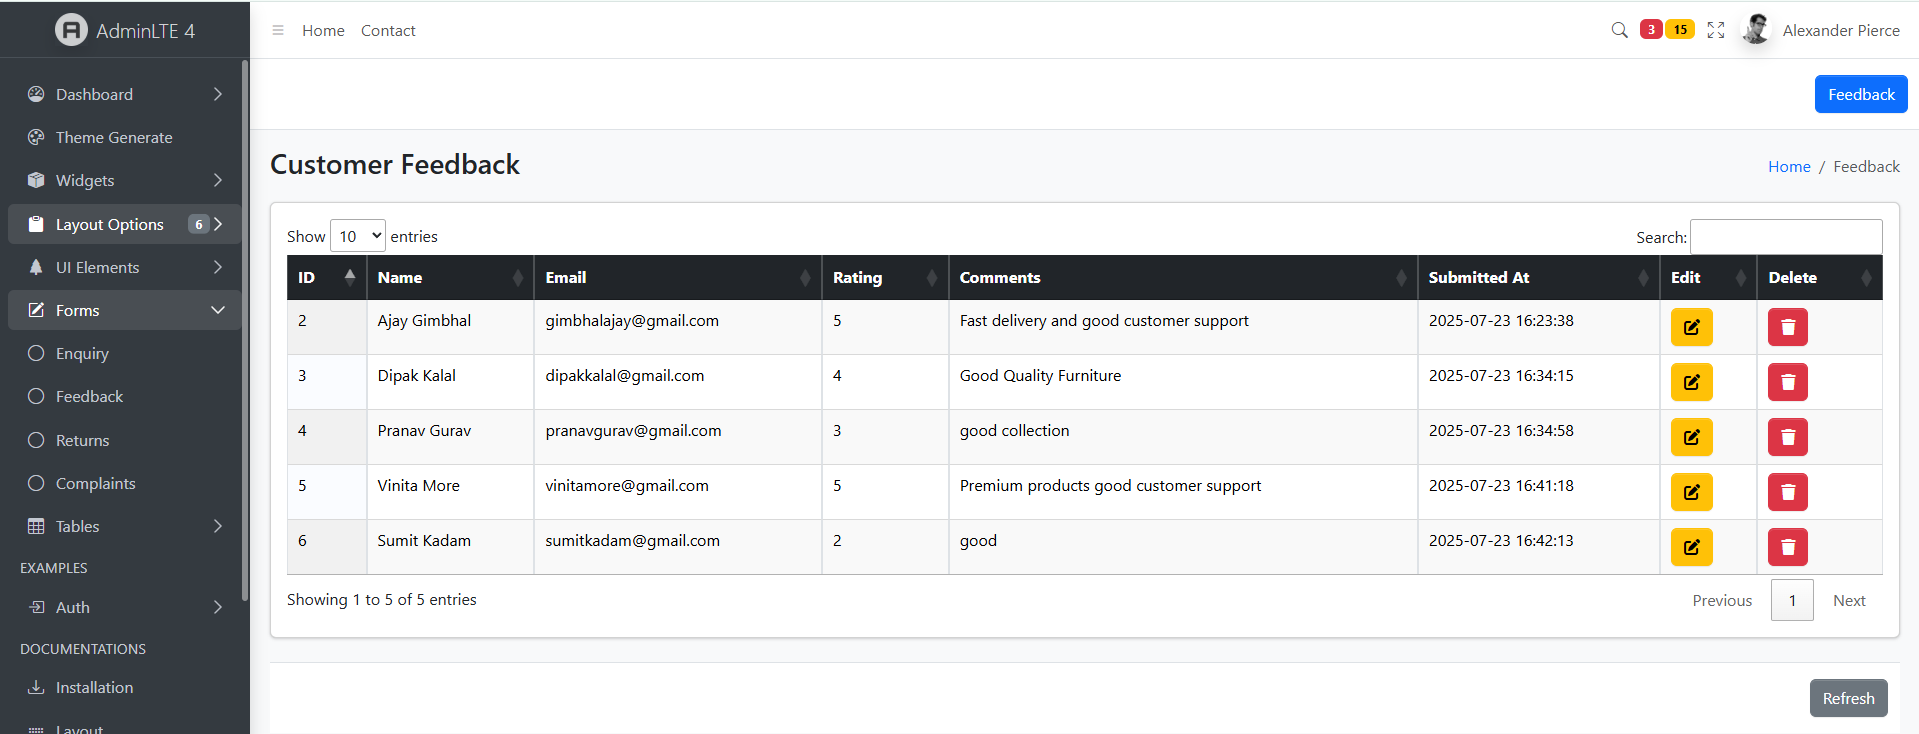 AdminLTE 4
Home Contact
3 15
Alexander Pierce
Dashboard
Theme Generate
Widgets
Layout Options 6
UI Elements
Forms
Enquiry
Feedback
Returns
Complaints
Tables
EXAMPLES
Auth
DOCUMENTATIONS
Installation
Layout
Feedback
Customer Feedback
Home / Feedback
Show 10 entries
Search:
ID Name Email Rating Comments Submitted At Edit Delete
2 Ajay Gimbhal gimbhalajay@gmail.com 5 Fast delivery and good customer support 2025-07-23 16:23:38
3 Dipak Kalal dipakkalal@gmail.com 4 Good Quality Furniture 2025-07-23 16:34:15
4 Pranav Gurav pranavgurav@gmail.com 3 good collection 2025-07-23 16:34:58
5 Vinita More vinitamore@gmail.com 5 Premium products good customer support 2025-07-23 16:41:18
6 Sumit Kadam sumitkadam@gmail.com 2 good 2025-07-23 16:42:13
Showing 1 to 5 of 5 entries
Previous 1 Next
Refresh